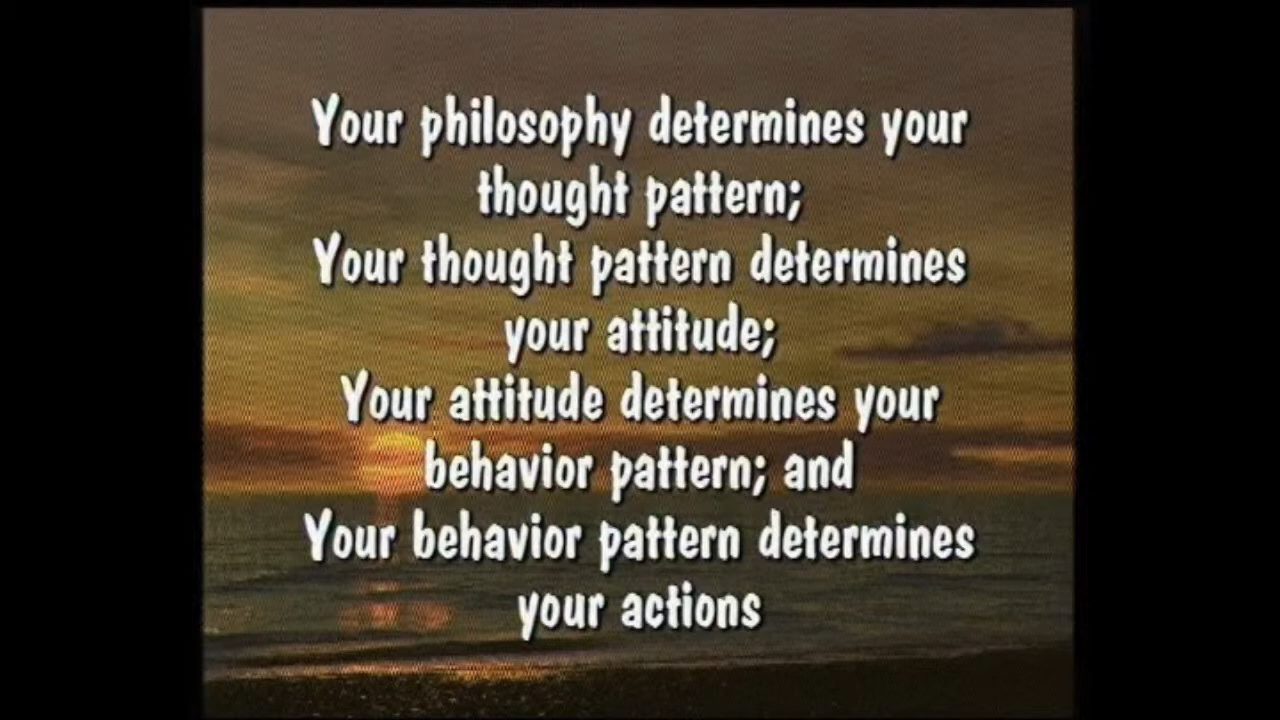 Your philosophy determines your
thought pattern;
Your thought pattern determines
your attitude;
Your attitude determines your
behavior pattern; and
Your behavior pattern determines
your actions